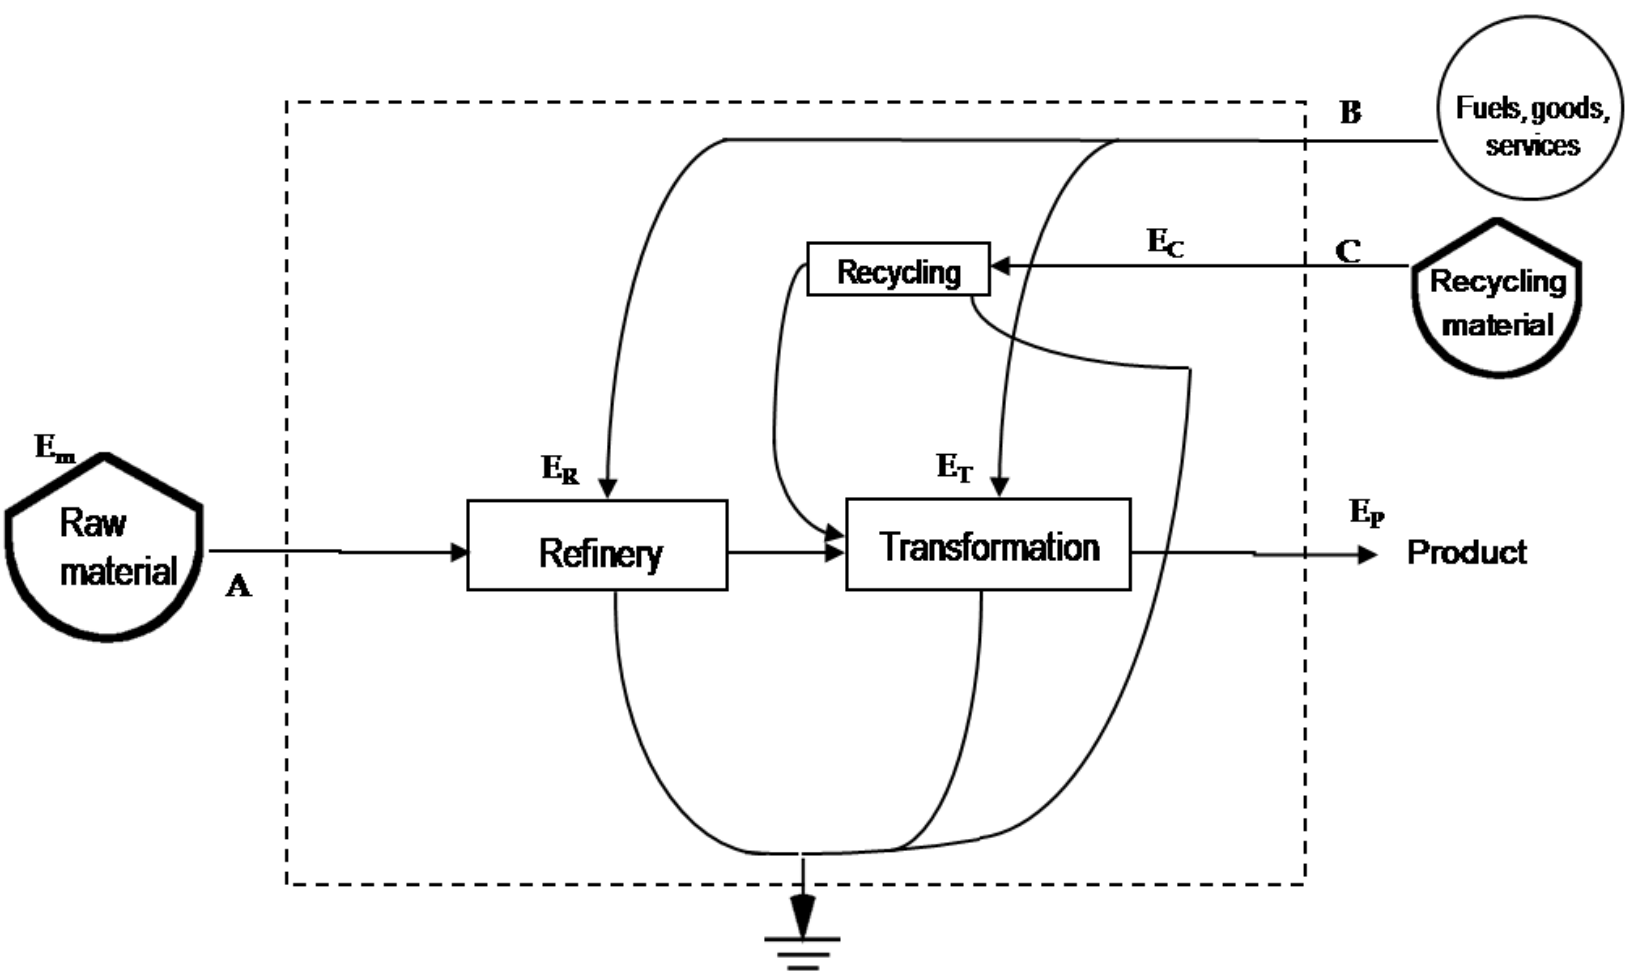 B
Fuels, goods,
services
E_C
C
Recycling
Recycling
material
E_m
E_R
E_T
E_P
Raw
material
A
Refinery
Transformation
Product